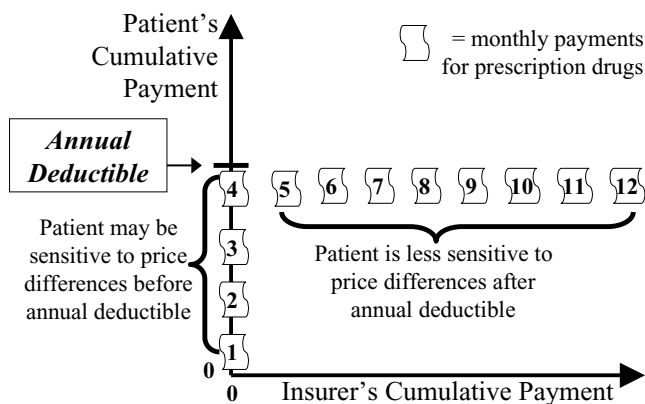 Patient's
Cumulative
Payment
= monthly payments
for prescription drugs
Annual
Deductible
4 5 6 7 8 9 10 11 12
Patient may be
sensitive to price
differences before
annual deductible
3
2
1
Patient is less sensitive to
price differences after
annual deductible
0
0
Insurer's Cumulative Payment